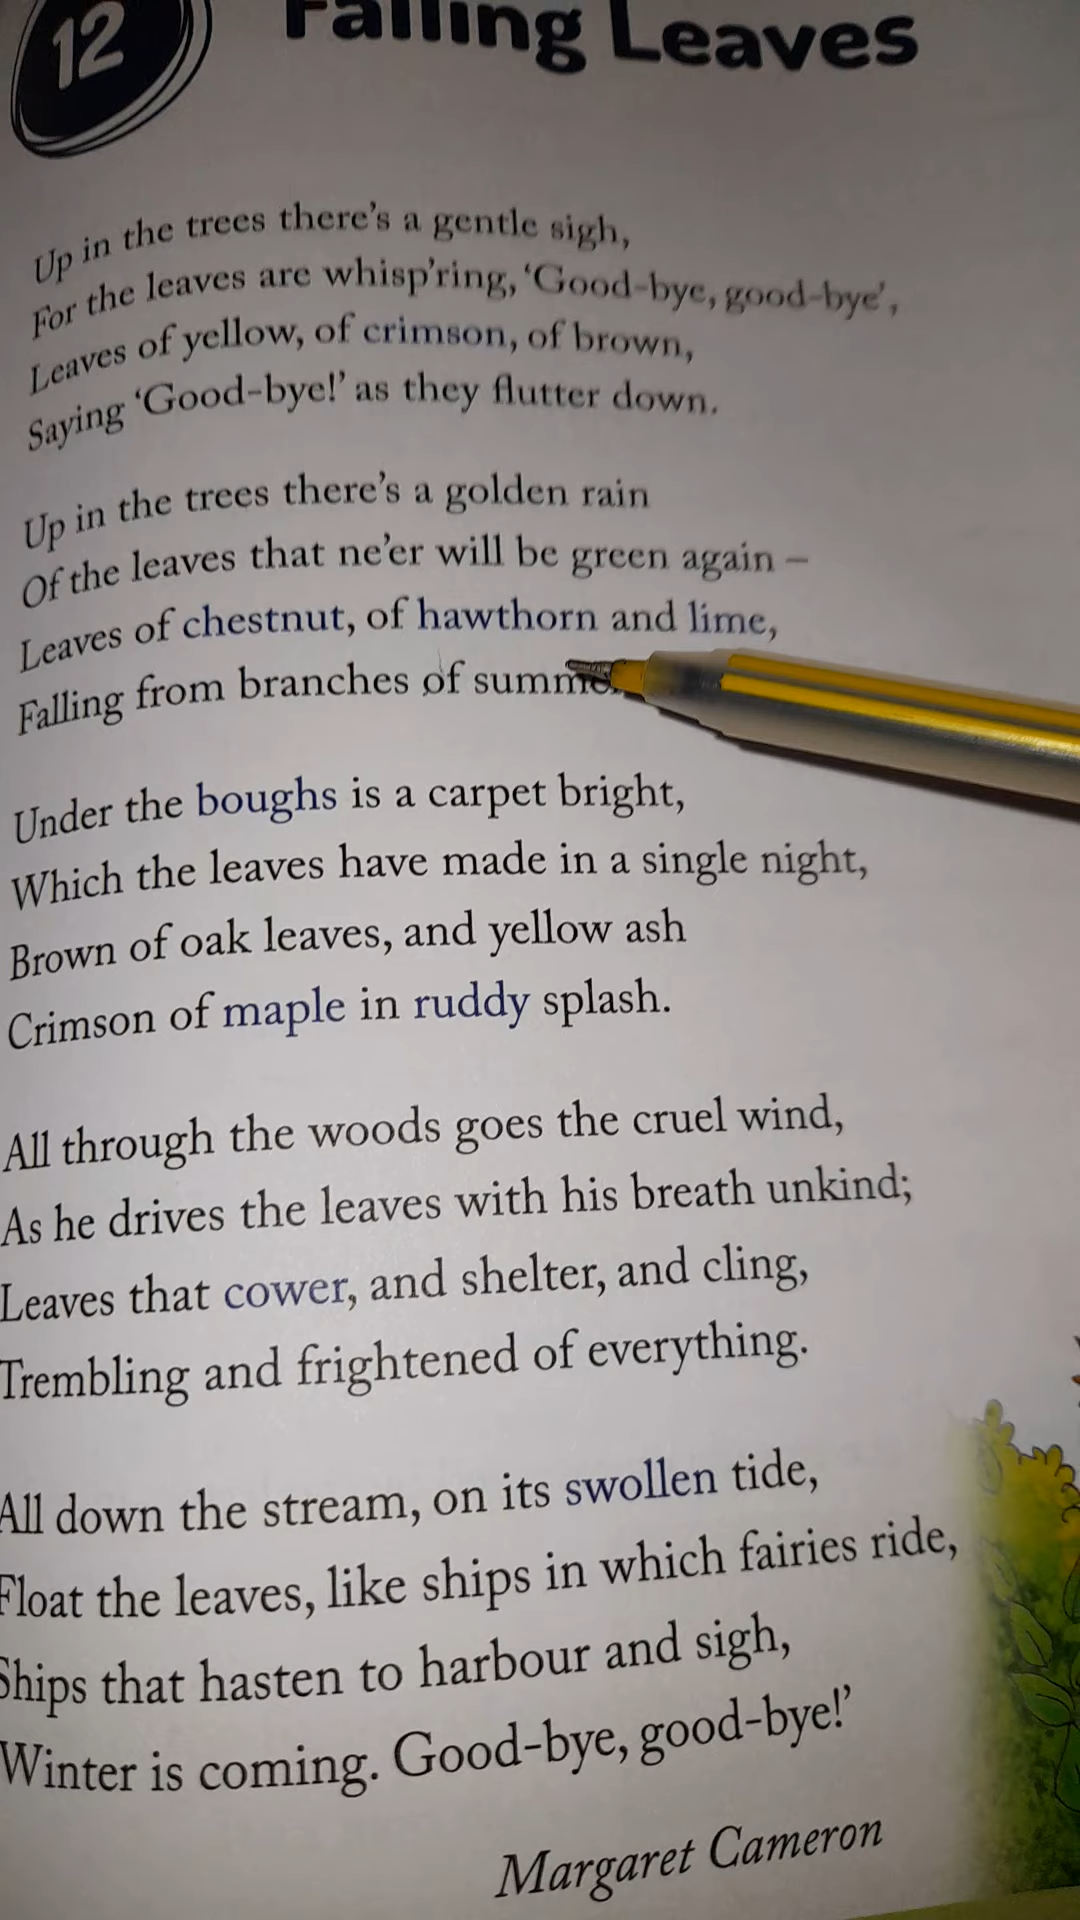 12
Falling Leaves
Up in the trees there's a gentle sigh,
For the leaves are whisp'ring, 'Good-bye, good-bye',
Leaves of yellow, of crimson, of brown,
Saying 'Good-bye!' as they flutter down.
Up in the trees there's a golden rain
Of the leaves that ne'er will be green again –
Leaves of chestnut, of hawthorn and lime,
Falling from branches of
Under the boughs is a carpet bright,
Which the leaves have made in a single night,
Brown of oak leaves, and yellow ash
Crimson of maple in ruddy splash.
All through the woods goes the cruel wind,
As he drives the leaves with his breath unkind;
Leaves that cower, and shelter, and cling,
Trembling and frightened of everything.
All down the stream, on its swollen tide,
Float the leaves, like ships in which fairies ride,
Ships that hasten to harbour and sigh,
Winter is coming. Good-bye, good-bye!'
Margaret Cameron